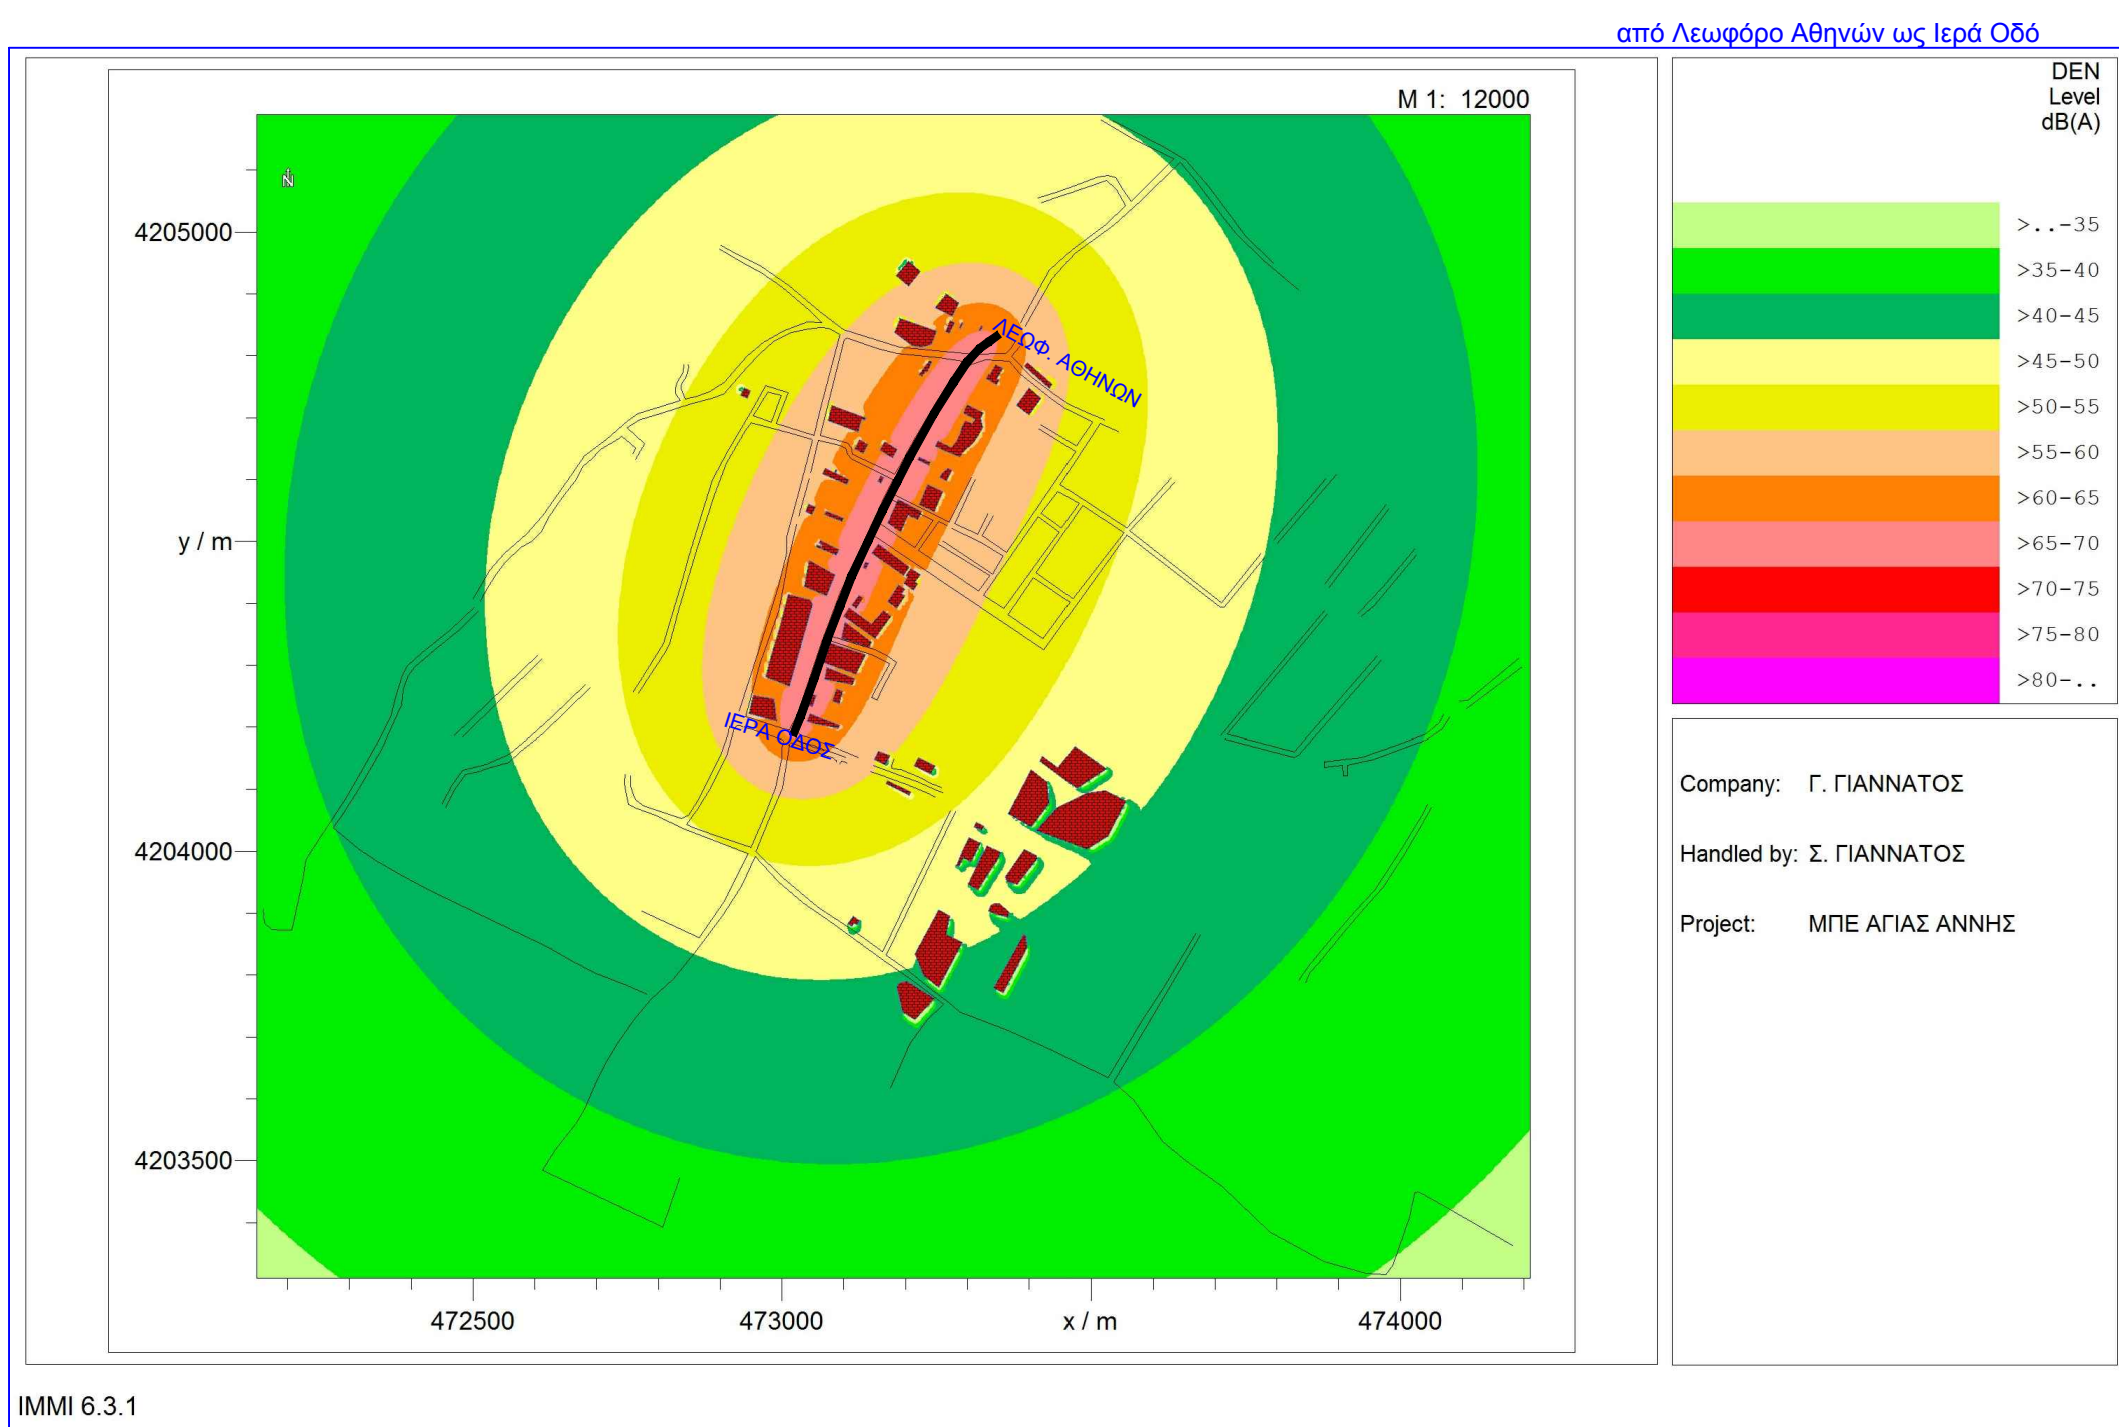 από Λεωφόρο Αθηνών ως Ιερά Οδό
M 1: 12000
N
4205000
y / m
4204000
4203500
472500
473000
x / m
474000
ΛΕΩΦ. ΑΘΗΝΩΝ
ΙΕΡΑ ΟΔΟΣ
DEN
Level
dB(A)
>..-35
>35-40
>40-45
>45-50
>50-55
>55-60
>60-65
>65-70
>70-75
>75-80
>80-..
Company: Γ. ΓΙΑΝΝΑΤΟΣ
Handled by: Σ. ΓΙΑΝΝΑΤΟΣ
Project: ΜΠΕ ΑΓΙΑΣ ΑΝΝΗΣ
IMMI 6.3.1